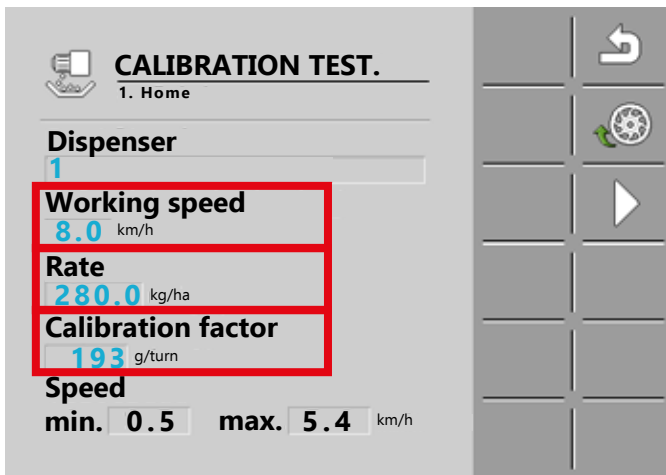 CALIBRATION TEST.
1. Home
Dispenser
1
Working speed
8.0 km/h
Rate
280.0 kg/ha
Calibration factor
193 g/turn
Speed
min. 0.5 max. 5.4 km/h